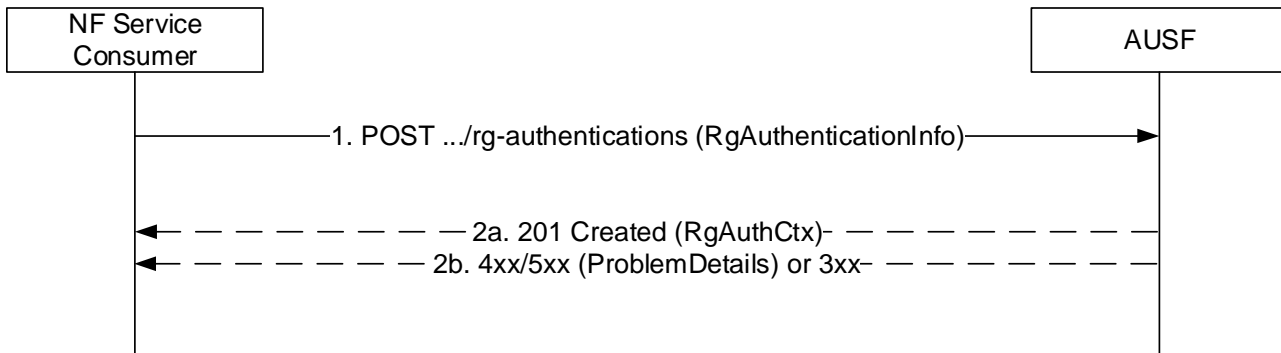 NF Service
Consumer
AUSF
1. POST .../rg-authentications (RgAuthenticationInfo)
2a. 201 Created (RgAuthCtx)
2b. 4xx/5xx (ProblemDetails) or 3xx